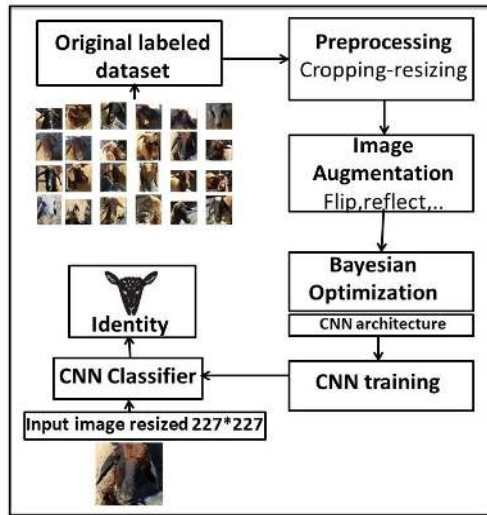 Original labeled
dataset
Preprocessing
Cropping-resizing
Image
Augmentation
Flip,reflect,..
Bayesian
Optimization
CNN architecture
CNN training
Identity
CNN Classifier
Input image resized 227*227